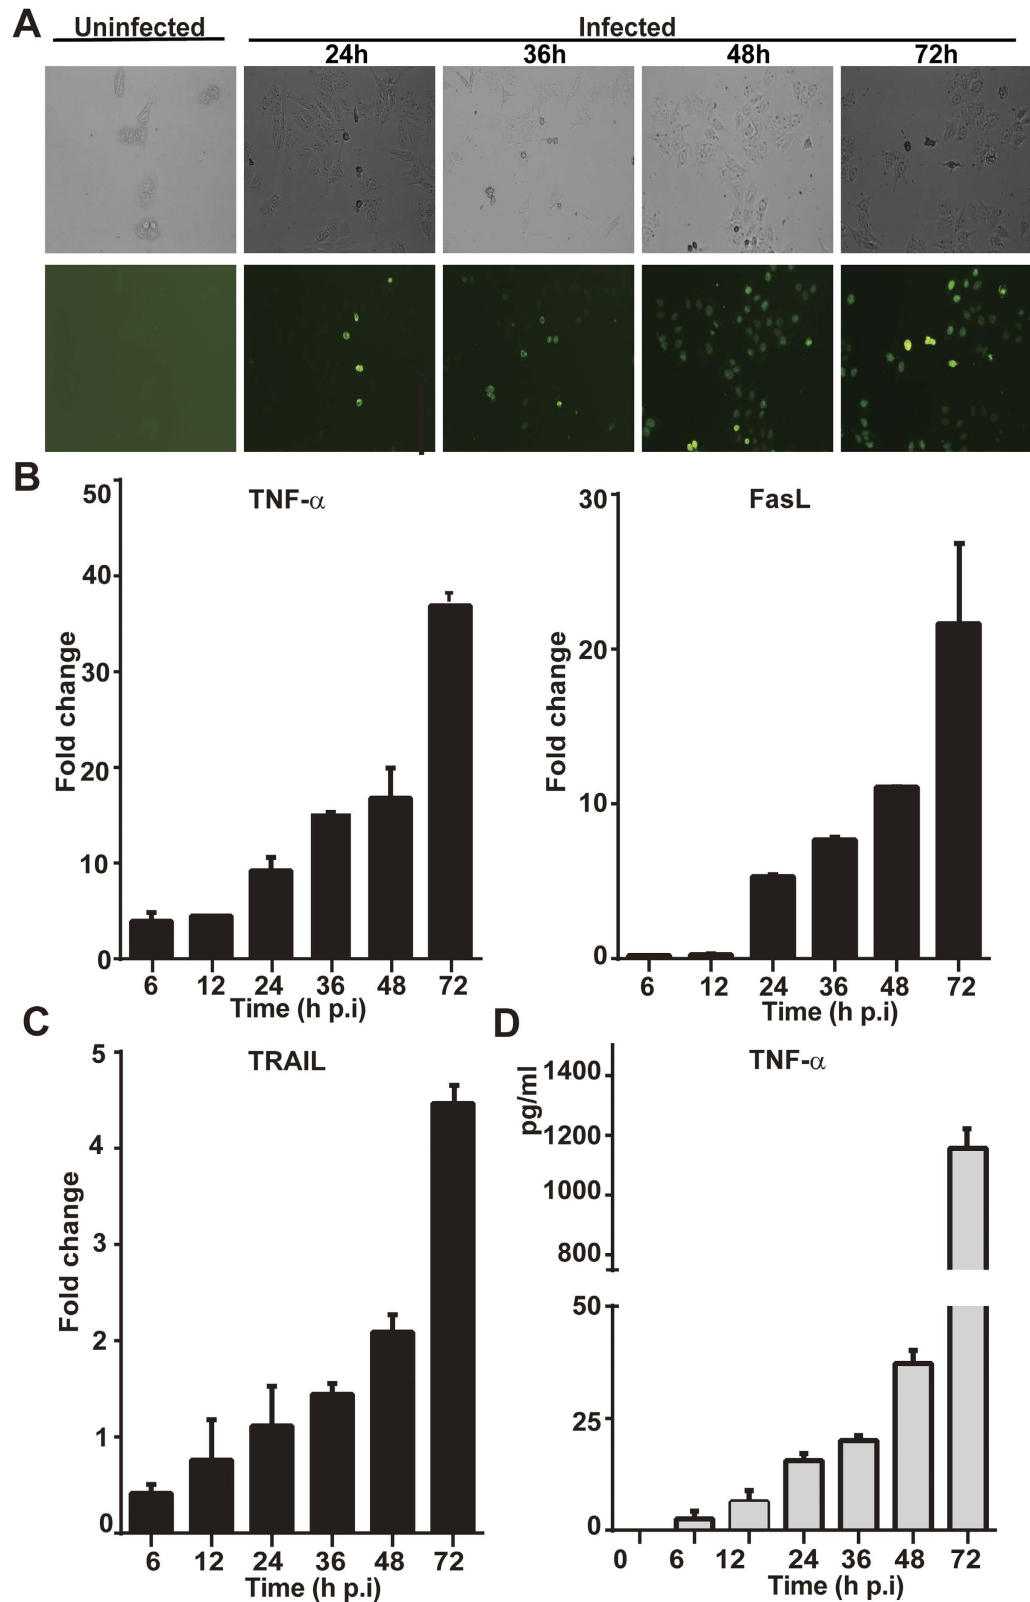 A
Uninfected
Infected
24h
36h
48h
72h
B
TNF-α
50
40
30
20
10
0
Fold change
6 12 24 36 48 72
Time (h p.i)
FasL
30
20
10
0
Fold change
6 12 24 36 48 72
Time (h p.i)
C
TRAIL
5
4
3
2
1
0
Fold change
6 12 24 36 48 72
Time (h p.i)
D
TNF-α
pg/ml
1400
1200
1000
800
50
25
0
0 6 12 24 36 48 72
Time (h p.i)